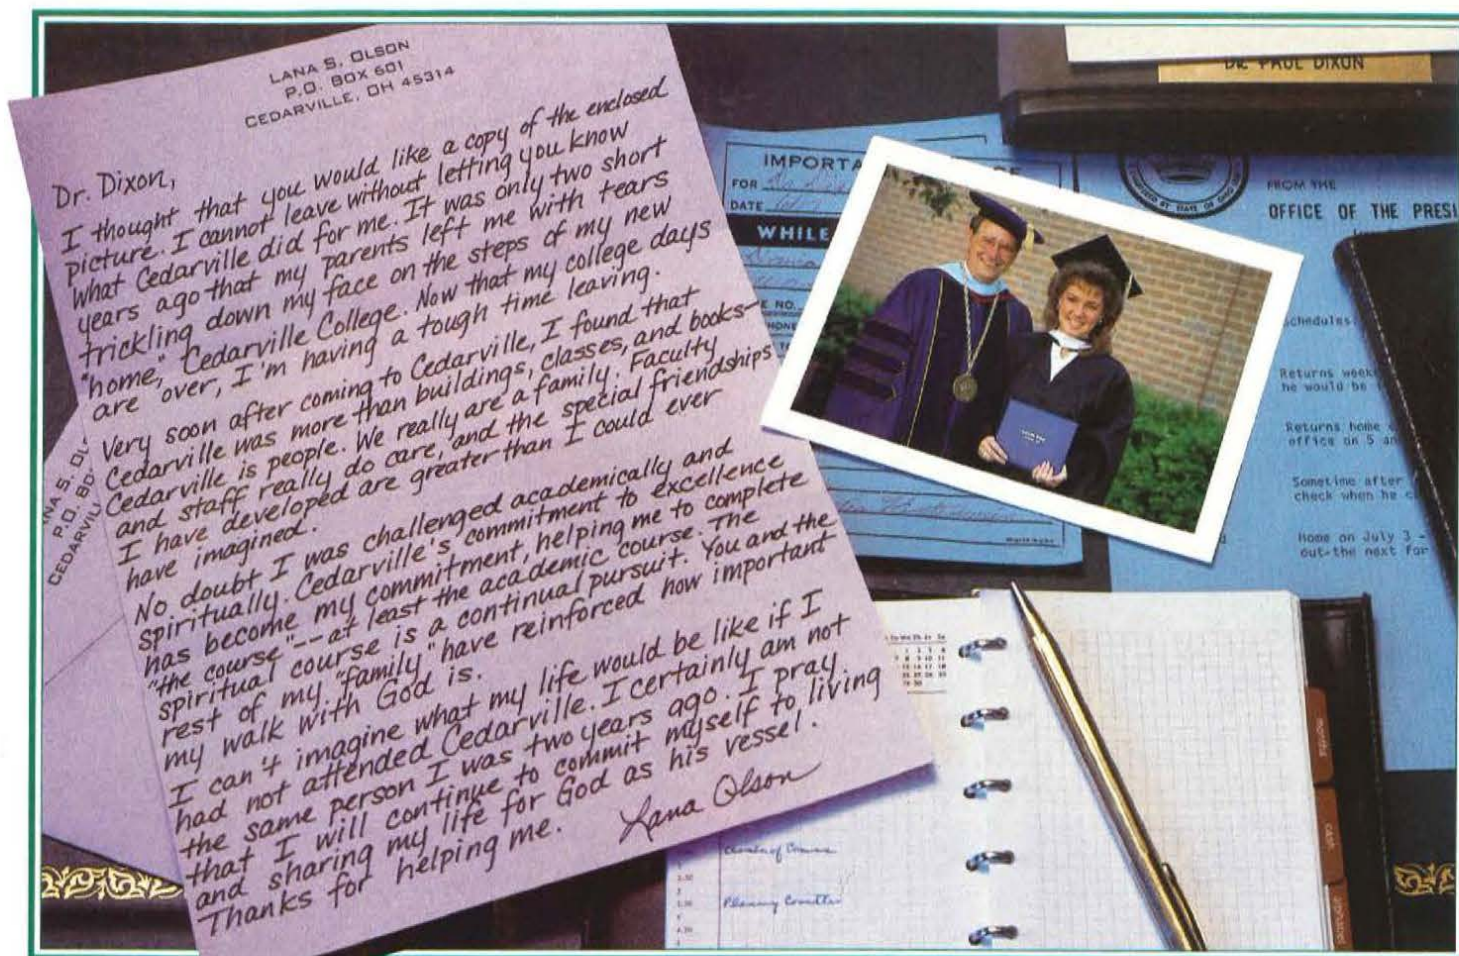 LANA S. OLSON
P.O. BOX 601
CEDARVILLE, OH 45314
Dr. Dixon,
I thought that you would like a copy of the enclosed
picture. I cannot leave without letting you know
what Cedarville did for me. It was only two short
years ago that my parents left me with tears
trickling down my face on the steps of my new
"home," Cedarville College. Now that my college days
are over, I'm having a tough time leaving.
Very soon after coming to Cedarville, I found that
Cedarville was more than buildings, classes, and books—
Cedarville is people. We really are a family. Faculty
and staff really do care, and the special friendships
I have developed are greater than I could ever
have imagined.
No doubt I was challenged academically and
spiritually. Cedarville's commitment to excellence
has become my commitment, helping me to complete
"the course"--at least the academic course. The
spiritual course is a continual pursuit. You and the
rest of my "family" have reinforced how important
my walk with God is.
I can't imagine what my life would be like if I
had not attended Cedarville. I certainly am not
the same person I was two years ago. I pray
that I will continue to commit myself to living
and sharing my life for God as his vessel.
Thanks for helping me.
Lana Olson
ANA S. OL
P.O. BO
CEDARVIL
DR. PAUL DIXON
IMPORTA
FOR
DATE
WHILE
FROM THE
OFFICE OF THE PRESI
Schedules
Returns week
he would be
Returns home
office on 5 an
Sometime after
check when he c
Home on July 3 -
out-the next for
Planning Committee